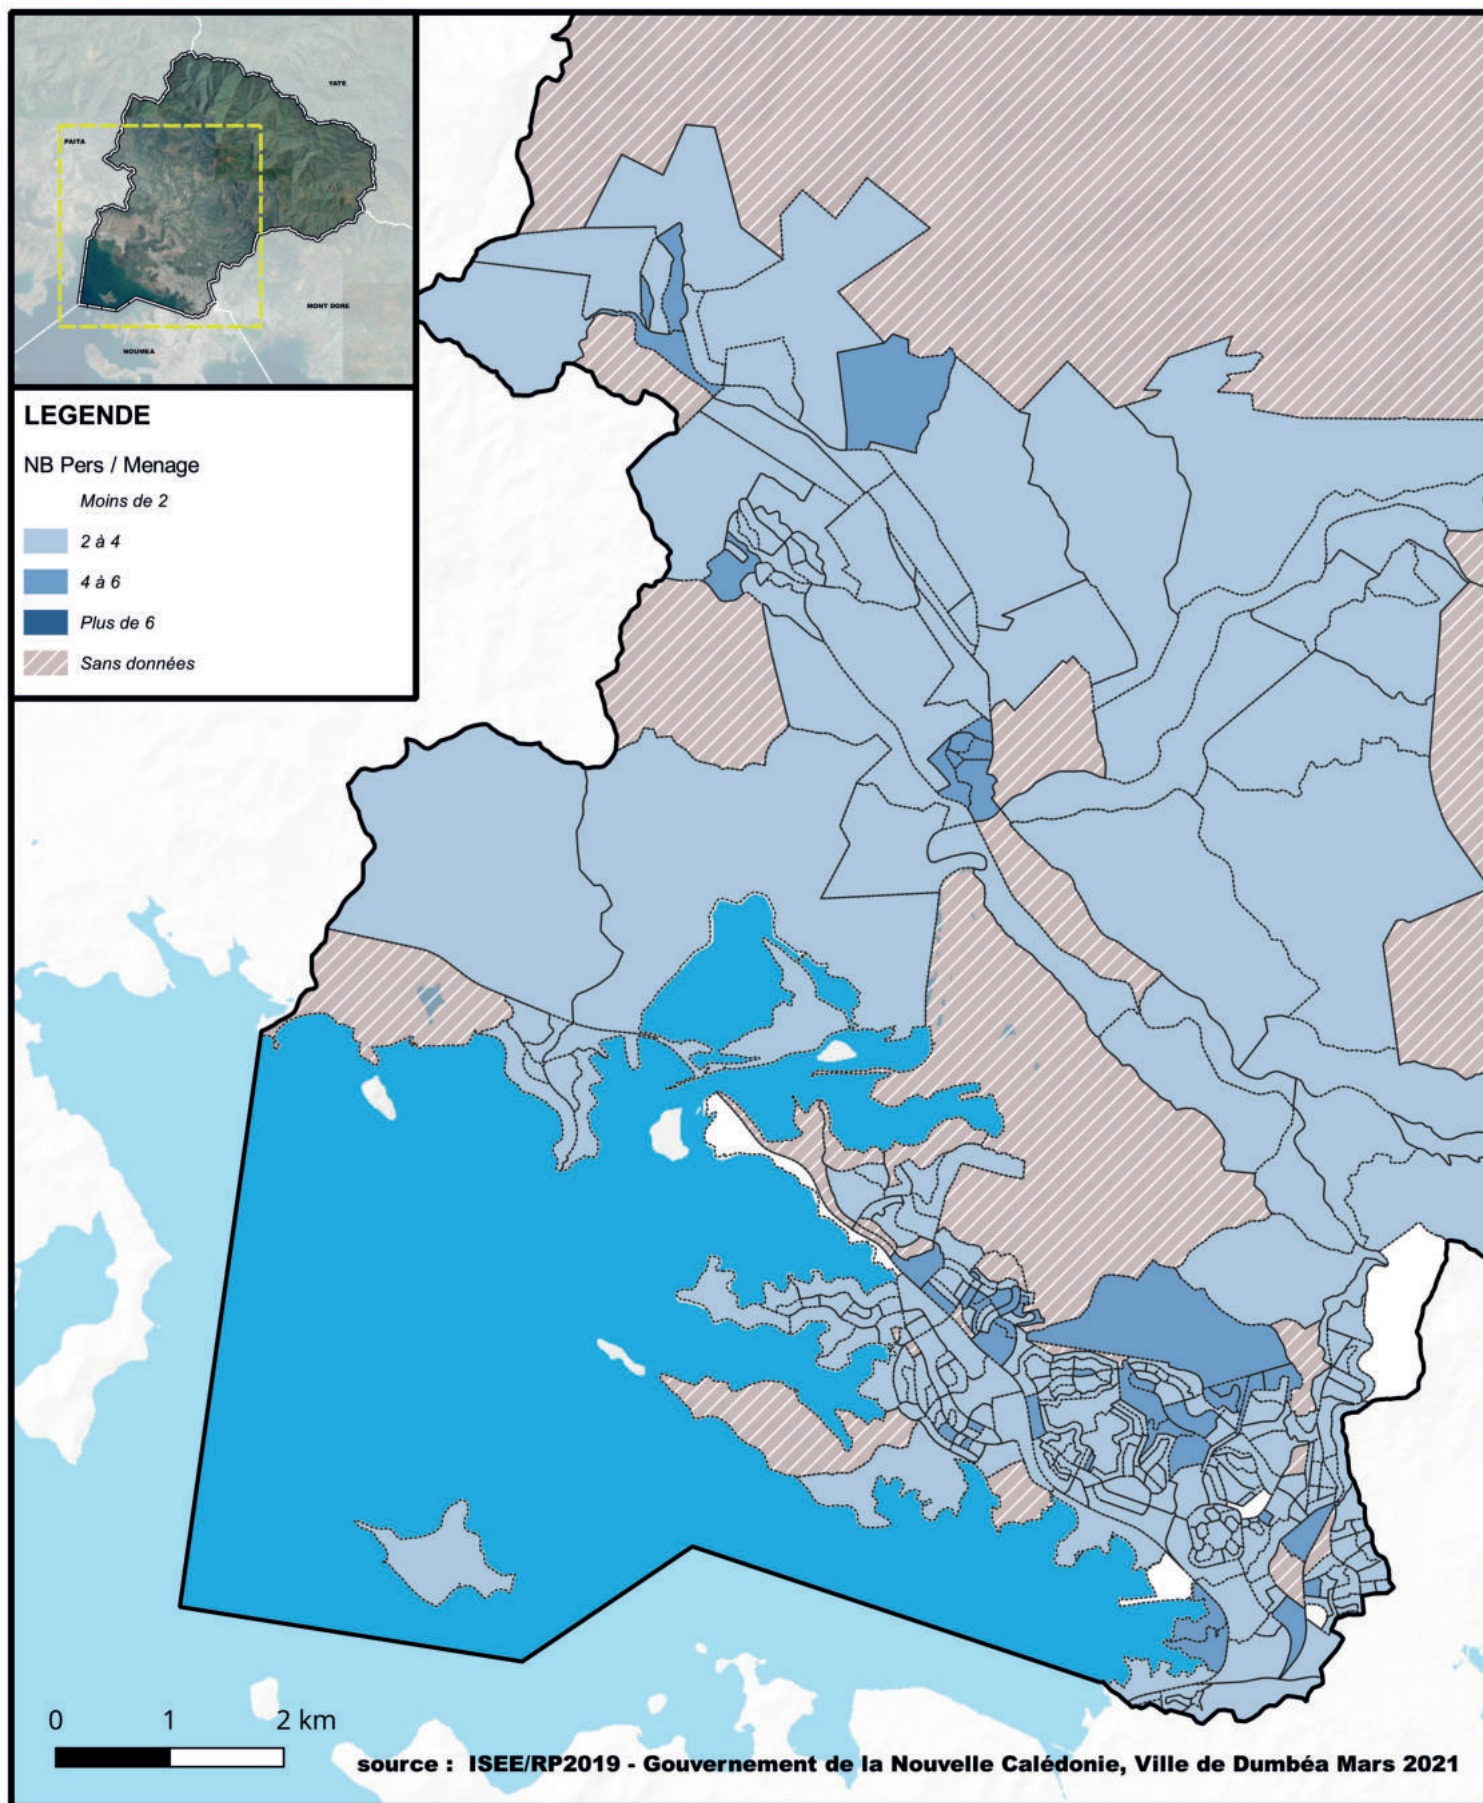 YATE
PAITA
MONT DORE
NOUMEA
LEGENDE
NB Pers / Menage
Moins de 2
2 à 4
4 à 6
Plus de 6
Sans données
0 1 2 km
source : ISEE/RP2019 - Gouvernement de la Nouvelle Calédonie, Ville de Dumbéa Mars 2021